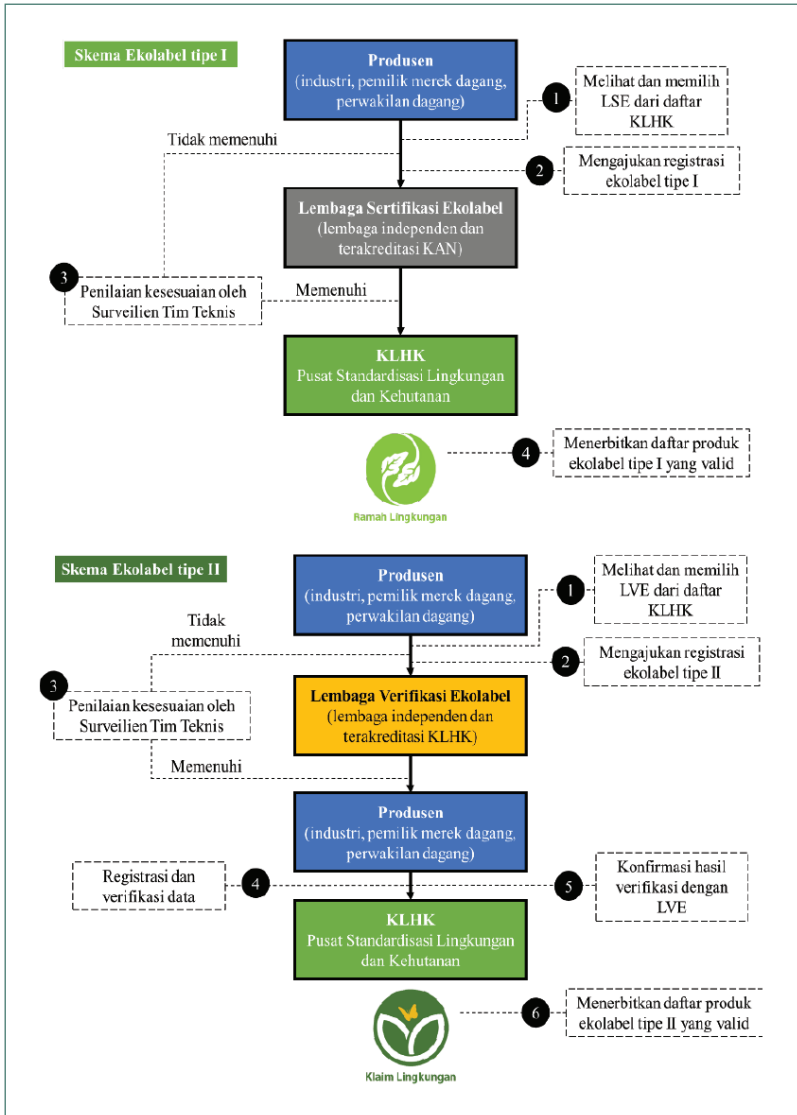 Skema Ekolabel tipe I
Produsen
(industri, pemilik merek dagang,
perwakilan dagang)
1
Melihat dan memilih
LSE dari daftar
KLHK
Tidak memenuhi
2
Mengajukan registrasi
ekolabel tipe I
Lembaga Sertifikasi Ekolabel
(lembaga independen dan
terakreditasi KAN)
3
Penilaian kesesuaian oleh
Surveilien Tim Teknis
Memenuhi
KLHK
Pusat Standardisasi Lingkungan
dan Kehutanan
4
Menerbitkan daftar produk
ekolabel tipe I yang valid
Ramah Lingkungan
Skema Ekolabel tipe II
Produsen
(industri, pemilik merek dagang,
perwakilan dagang)
1
Melihat dan memilih
LVE dari daftar
KLHK
Tidak
memenuhi
2
Mengajukan registrasi
ekolabel tipe II
3
Penilaian kesesuaian oleh
Surveilien Tim Teknis
Lembaga Verifikasi Ekolabel
(lembaga independen dan
terakreditasi KLHK)
Memenuhi
Produsen
(industri, pemilik merek dagang,
perwakilan dagang)
Registrasi dan
verifikasi data
4
5
Konfirmasi hasil
verifikasi dengan
LVE
KLHK
Pusat Standardisasi Lingkungan
dan Kehutanan
6
Menerbitkan daftar produk
ekolabel tipe II yang valid
Klaim Lingkungan